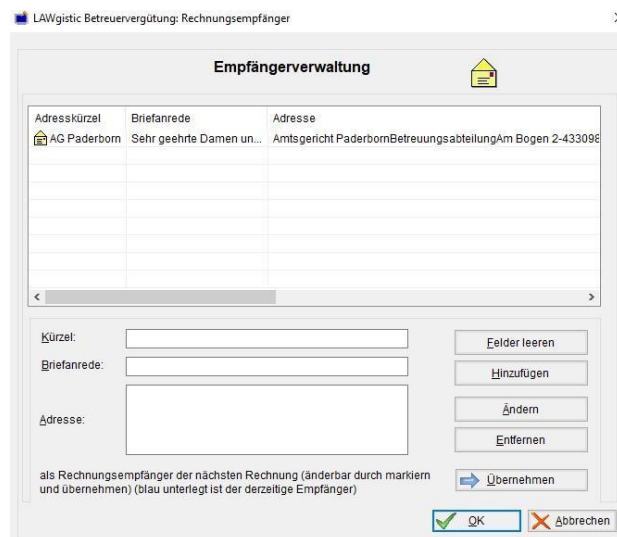 LAWgistic Betreuervergütung: Rechnungsempfänger
Empfängerverwaltung
Adresskürzel Briefanrede Adresse
AG Paderborn Sehr geehrte Damen un... Amtsgericht PaderbornBetreuungsabteilungAm Bogen 2-433098
Kürzel:
Felder leeren
Briefanrede:
Hinzufügen
Adresse:
Ändern
Entfernen
als Rechnungsempfänger der nächsten Rechnung (änderbar durch markiern
und übernehmen) (blau unterlegt ist der derzeitige Empfänger)
Übernehmen
OK Abbrechen